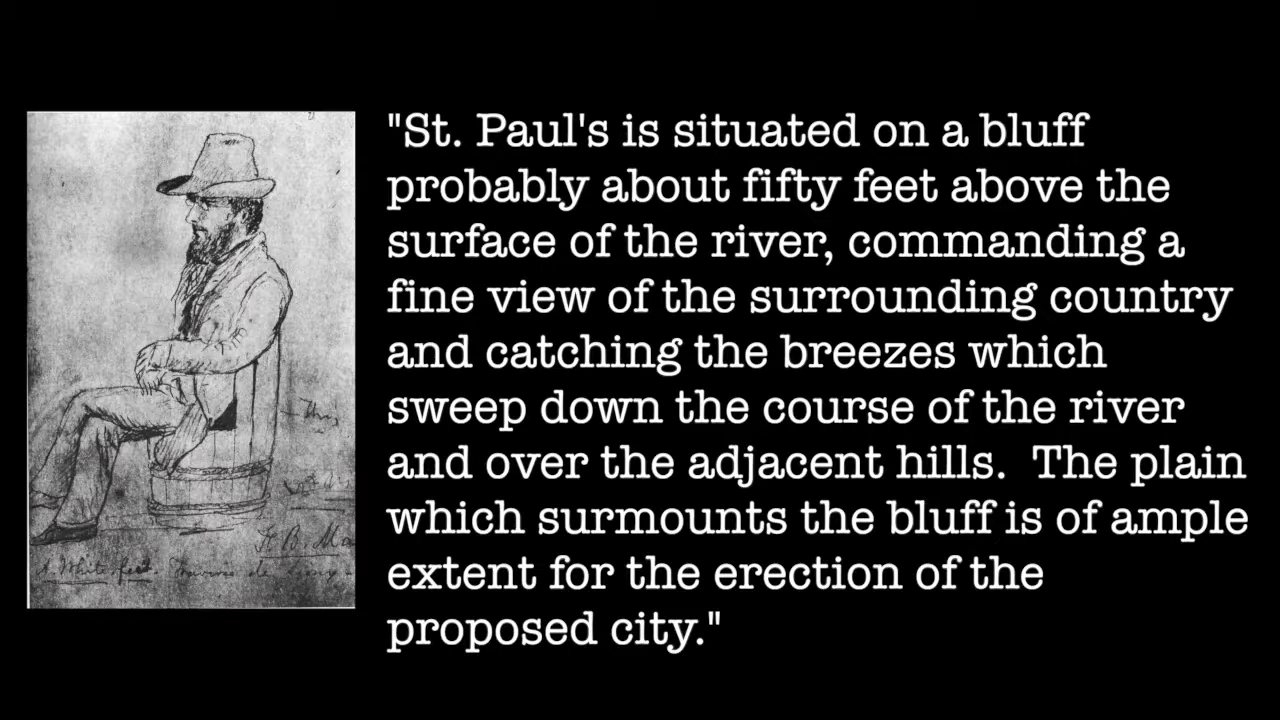 "St. Paul's is situated on a bluff
probably about fifty feet above the
surface of the river, commanding a
fine view of the surrounding country
and catching the breezes which
sweep down the course of the river
and over the adjacent hills.  The plain
which surmounts the bluff is of ample
extent for the erection of the
proposed city."